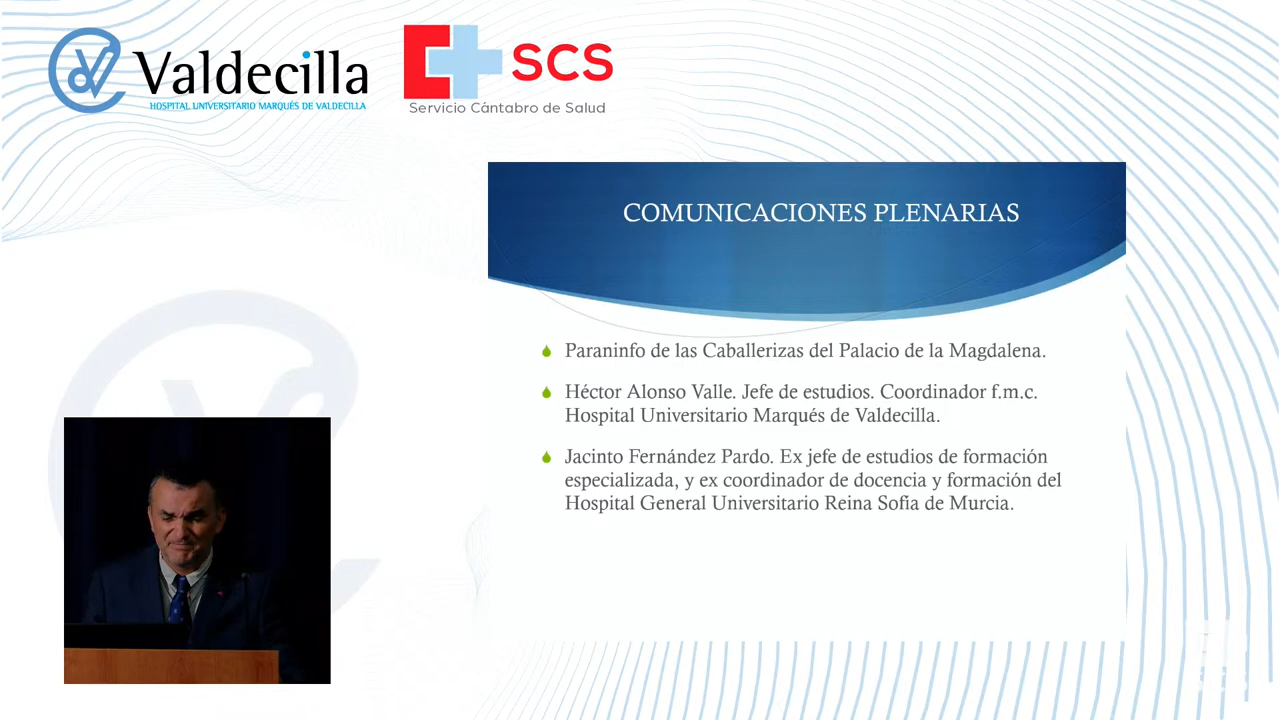 Valdecilla
HOSPITAL UNIVERSITARIO MARQUÉS DE VALDECILLA
SCS
Servicio Cántabro de Salud
COMUNICACIONES PLENARIAS
Paraninfo de las Caballerizas del Palacio de la Magdalena.
Héctor Alonso Valle. Jefe de estudios. Coordinador f.m.c.
Hospital Universitario Marqués de Valdecilla.
Jacinto Fernández Pardo. Ex jefe de estudios de formación
especializada, y ex coordinador de docencia y formación del
Hospital General Universitario Reina Sofía de Murcia.